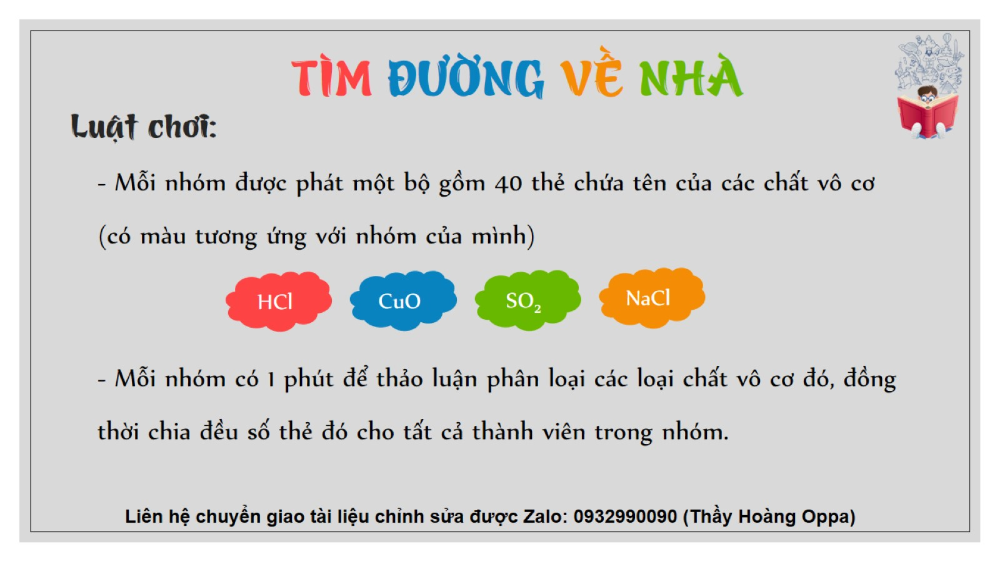 TÌM ĐƯỜNG VỀ NHÀ
Luật chơi:
- Mỗi nhóm được phát một bộ gồm 40 thẻ chứa tên của các chất vô cơ
(có màu tương ứng với nhóm của mình)
HCl CuO SO₂ NaCl
- Mỗi nhóm có 1 phút để thảo luận phân loại các loại chất vô cơ đó, đồng
thời chia đều số thẻ đó cho tất cả thành viên trong nhóm.
Liên hệ chuyển giao tài liệu chỉnh sửa được Zalo: 0932990090 (Thầy Hoàng Oppa)